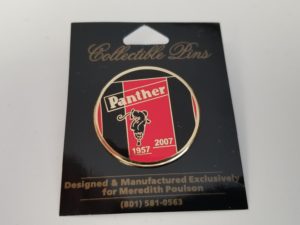 Collectible Pins
Panther
1957 2007
Designed & Manufactured Exclusively
for Meredith Poulson
(801) 581-0563